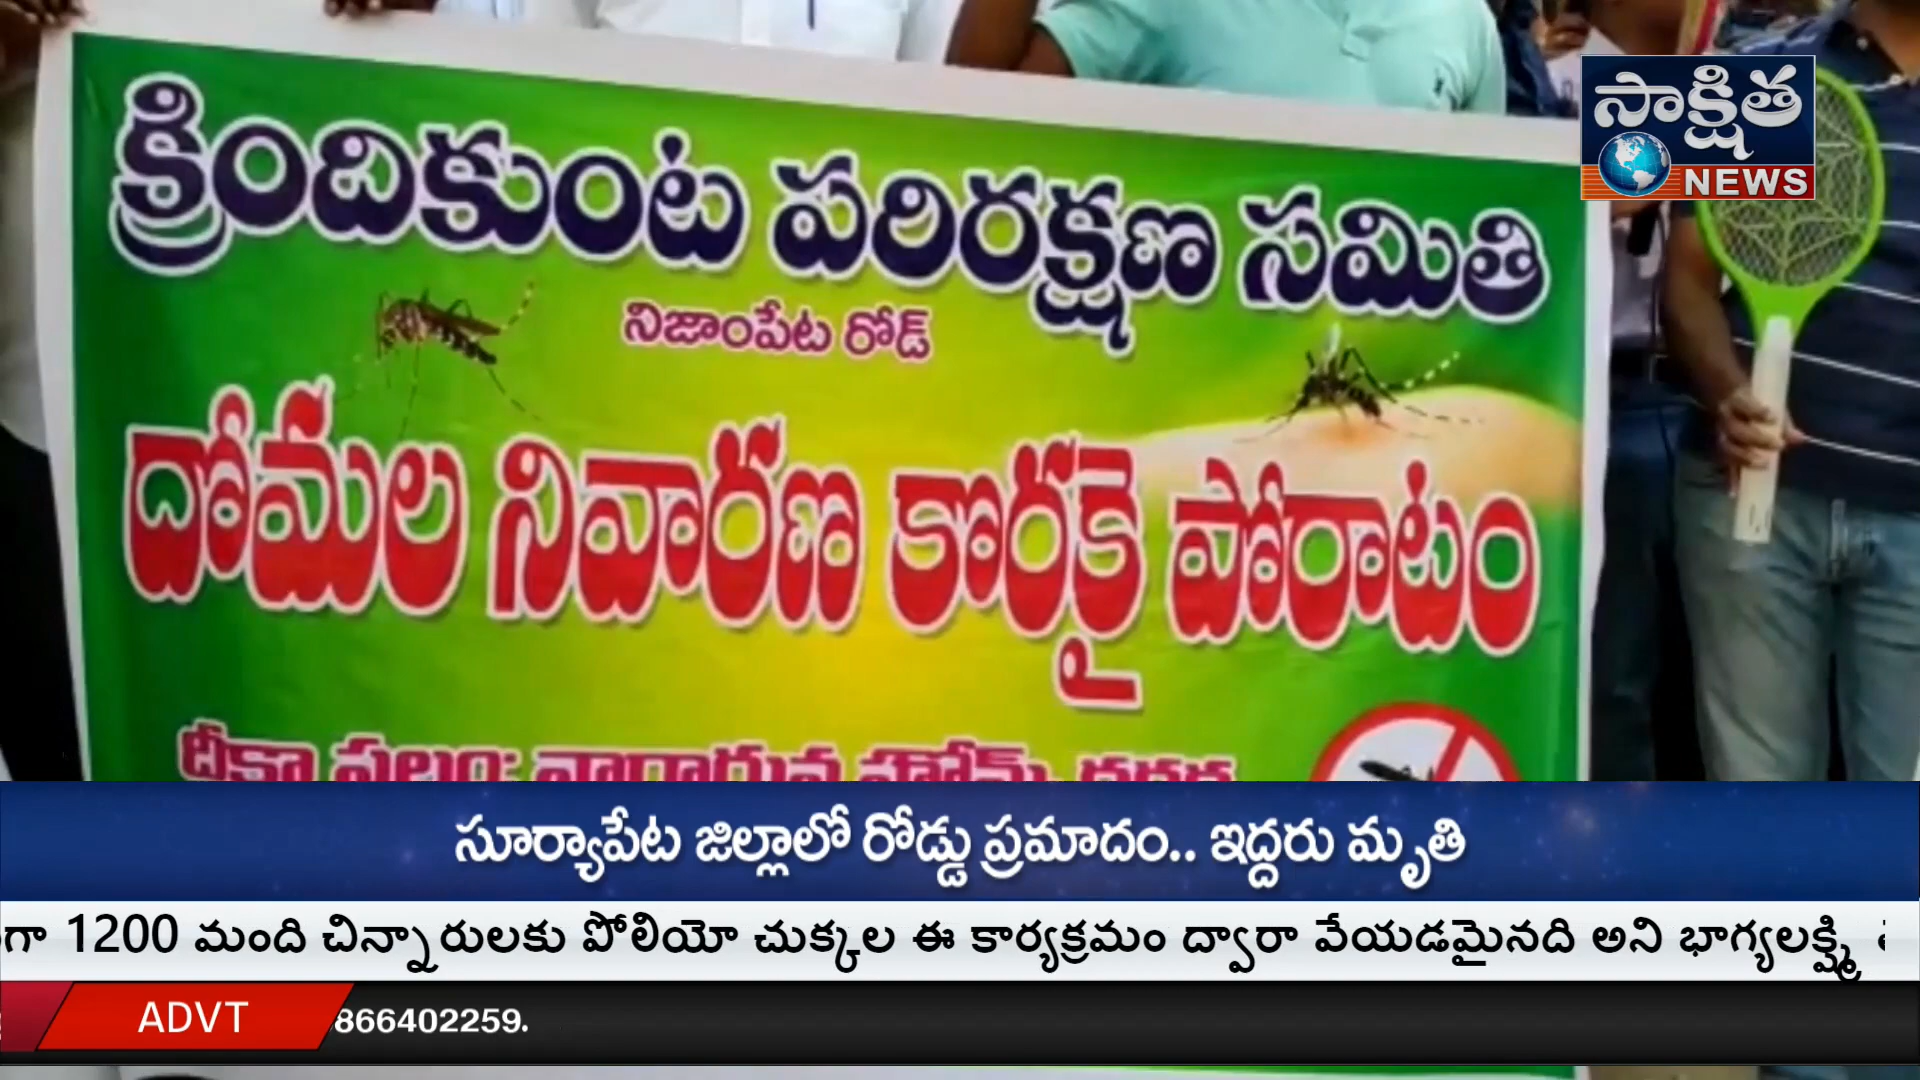 సాక్షిత
NEWS
క్రిందికుంట పరిరక్షణ సమితి
నిజాంపేట రోడ్
దోమల నివారణ కొరకై పోరాటం
సూర్యాపేట జిల్లాలో రోడ్డు ప్రమాదం.. ఇద్దరు మృతి
1200 మంది చిన్నారులకు పోలియో చుక్కల ఈ కార్యక్రమం ద్వారా వేయడమైనది అని భాగ్యలక్ష్మి
ADVT 866402259.